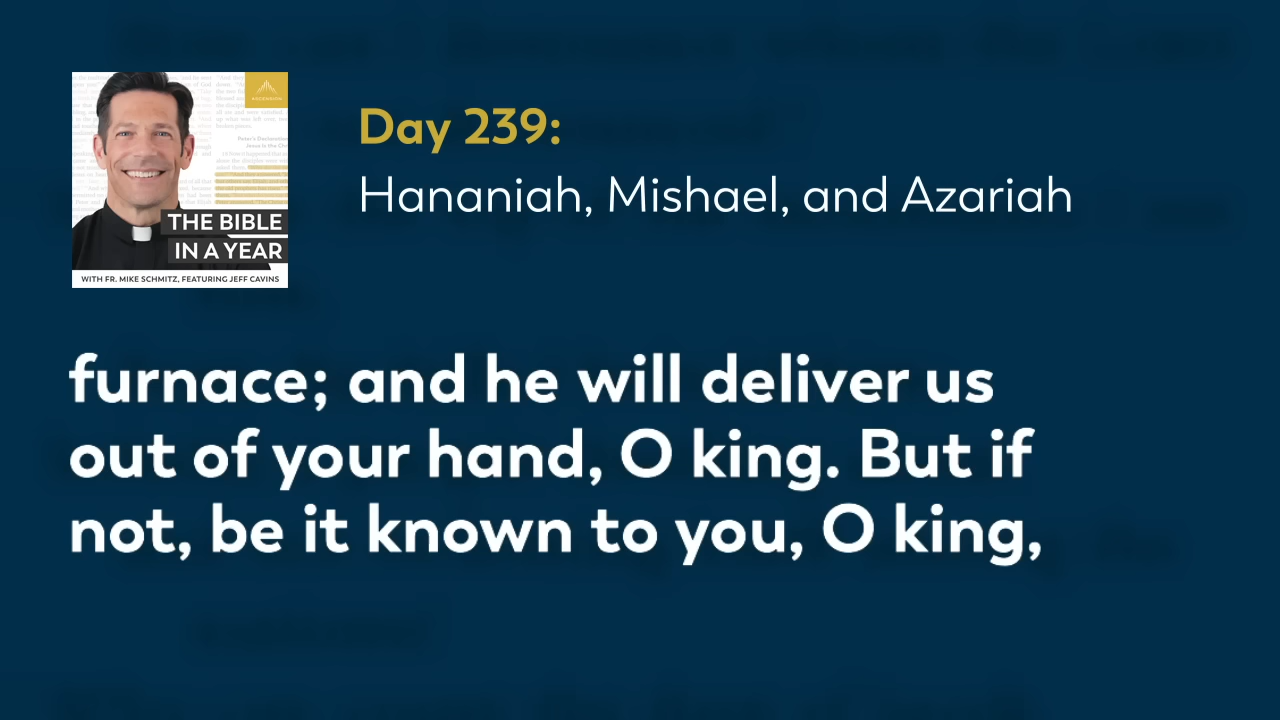 Day 239:
Hananiah, Mishael, and Azariah
THE BIBLE
IN A YEAR
WITH FR. MIKE SCHMITZ, FEATURING JEFF CAVINS
furnace; and he will deliver us
out of your hand, O king. But if
not, be it known to you, O king,